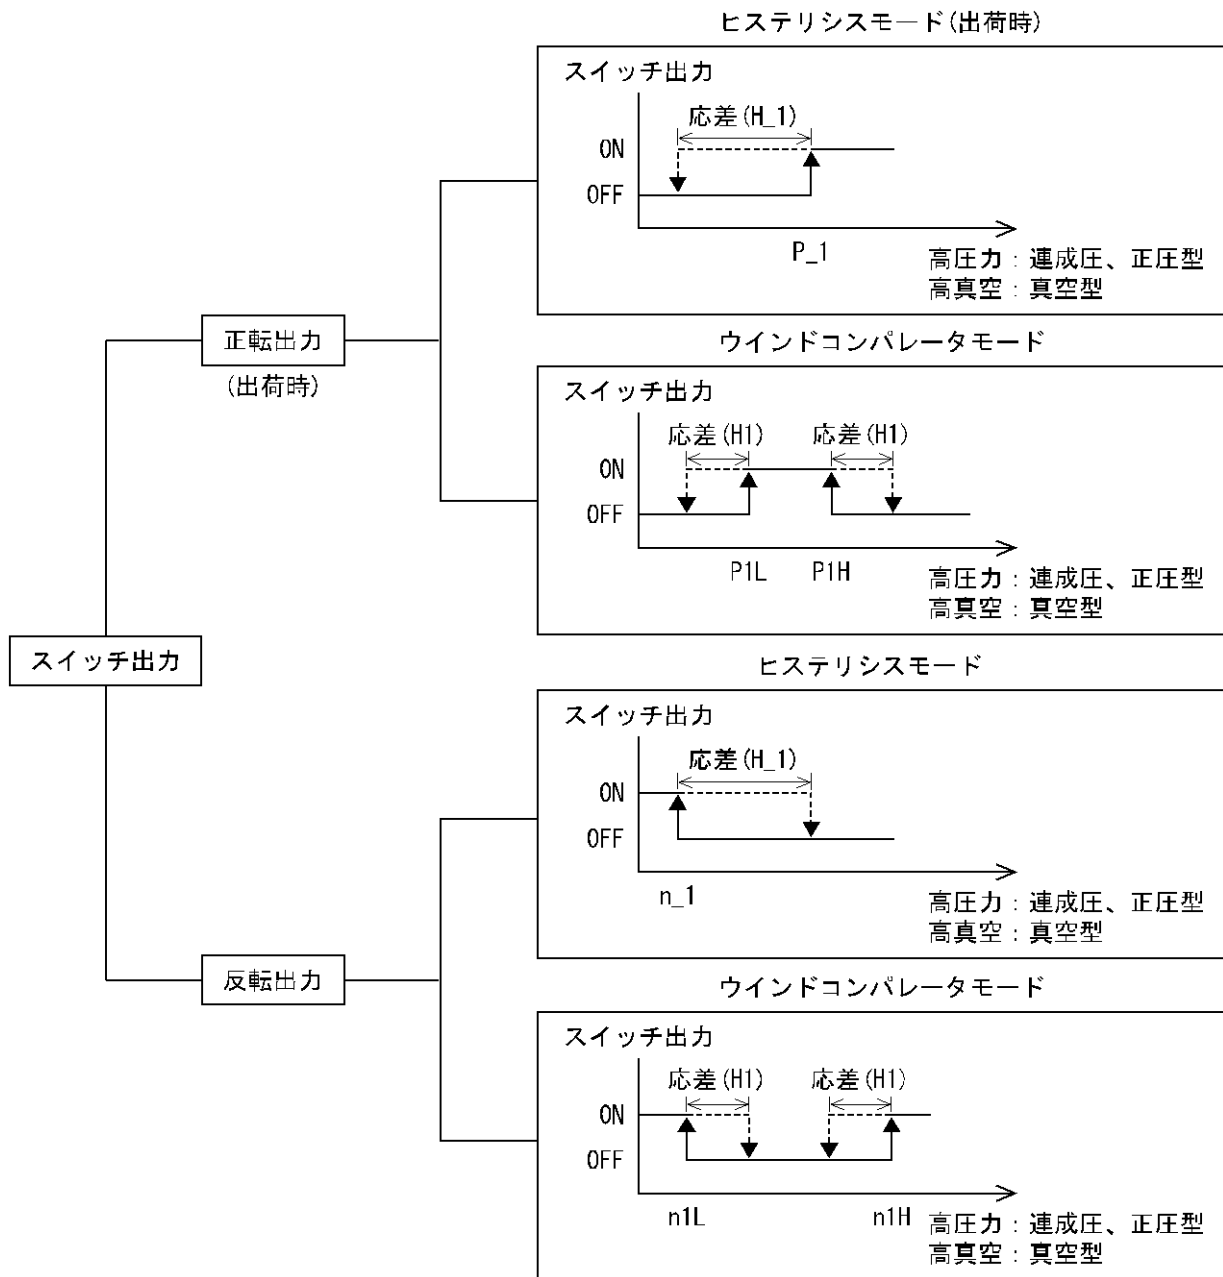 ヒステリシスモード(出荷時)
スイッチ出力
応差(H_1)
ON
OFF
P_1
高圧力：連成圧、正圧型
高真空：真空型
正転出力
(出荷時)
ウインドコンパレータモード
スイッチ出力
応差(H1) 応差(H1)
ON
OFF
P1L P1H
高圧力：連成圧、正圧型
高真空：真空型
スイッチ出力
ヒステリシスモード
スイッチ出力
応差(H_1)
ON
OFF
n_1
高圧力：連成圧、正圧型
高真空：真空型
反転出力
ウインドコンパレータモード
スイッチ出力
応差(H1) 応差(H1)
ON
OFF
n1L n1H
高圧力：連成圧、正圧型
高真空：真空型